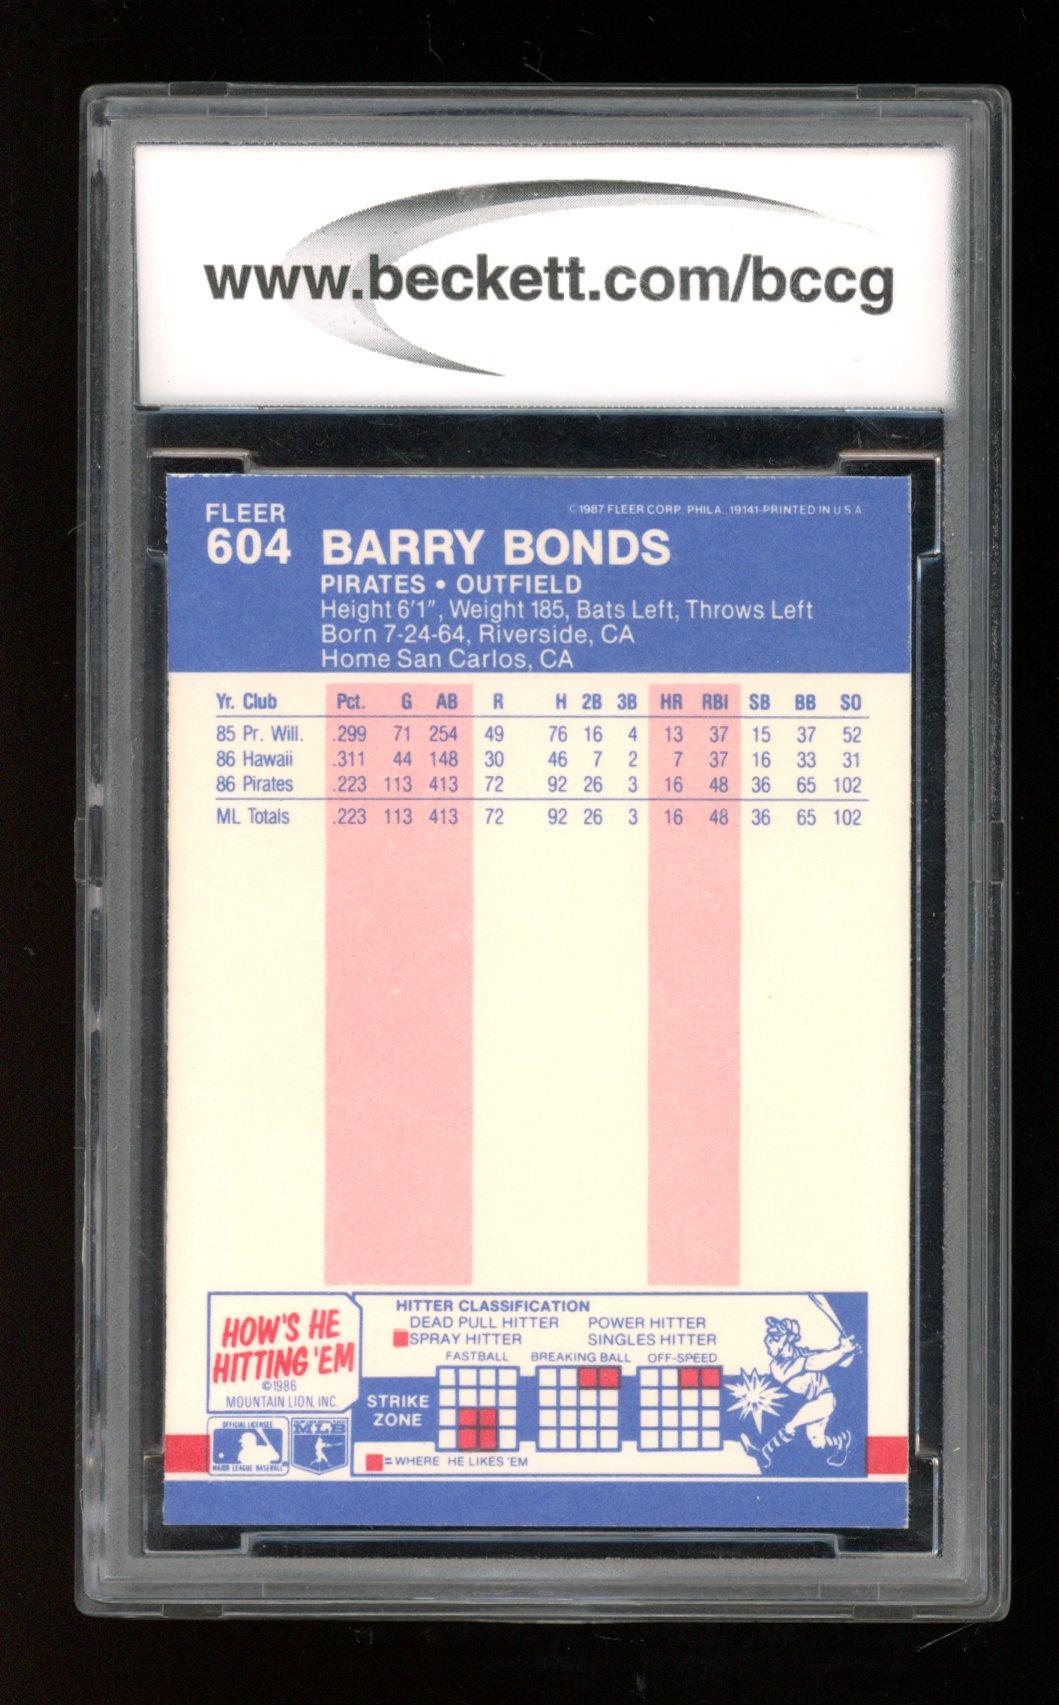 www.beckett.com/bccg
FLEER
604
©1987 FLEER CORP. PHILA. 19141-PRINTED IN U S A
BARRY BONDS
PIRATES • OUTFIELD
Height 6'1", Weight 185, Bats Left, Throws Left
Born 7-24-64, Riverside, CA
Home San Carlos, CA
Yr. Club Pct. G AB R H 2B 3B HR RBI SB BB SO
85 Pr. Will. .299 71 254 49 76 16 4 13 37 15 37 52
86 Hawaii .311 44 148 30 46 7 2 7 37 16 33 31
86 Pirates .223 113 413 72 92 26 3 16 48 36 65 102
ML Totals .223 113 413 72 92 26 3 16 48 36 65 102
HOW'S HE
HITTING 'EM
©1986
MOUNTAIN LION, INC.
HITTER CLASSIFICATION
DEAD PULL HITTER POWER HITTER
SPRAY HITTER SINGLES HITTER
FASTBALL BREAKING BALL OFF-SPEED
STRIKE
ZONE
= WHERE HE LIKES 'EM
OFFICIAL LICENSEE
MAJOR LEAGUE BASEBALL
MLB